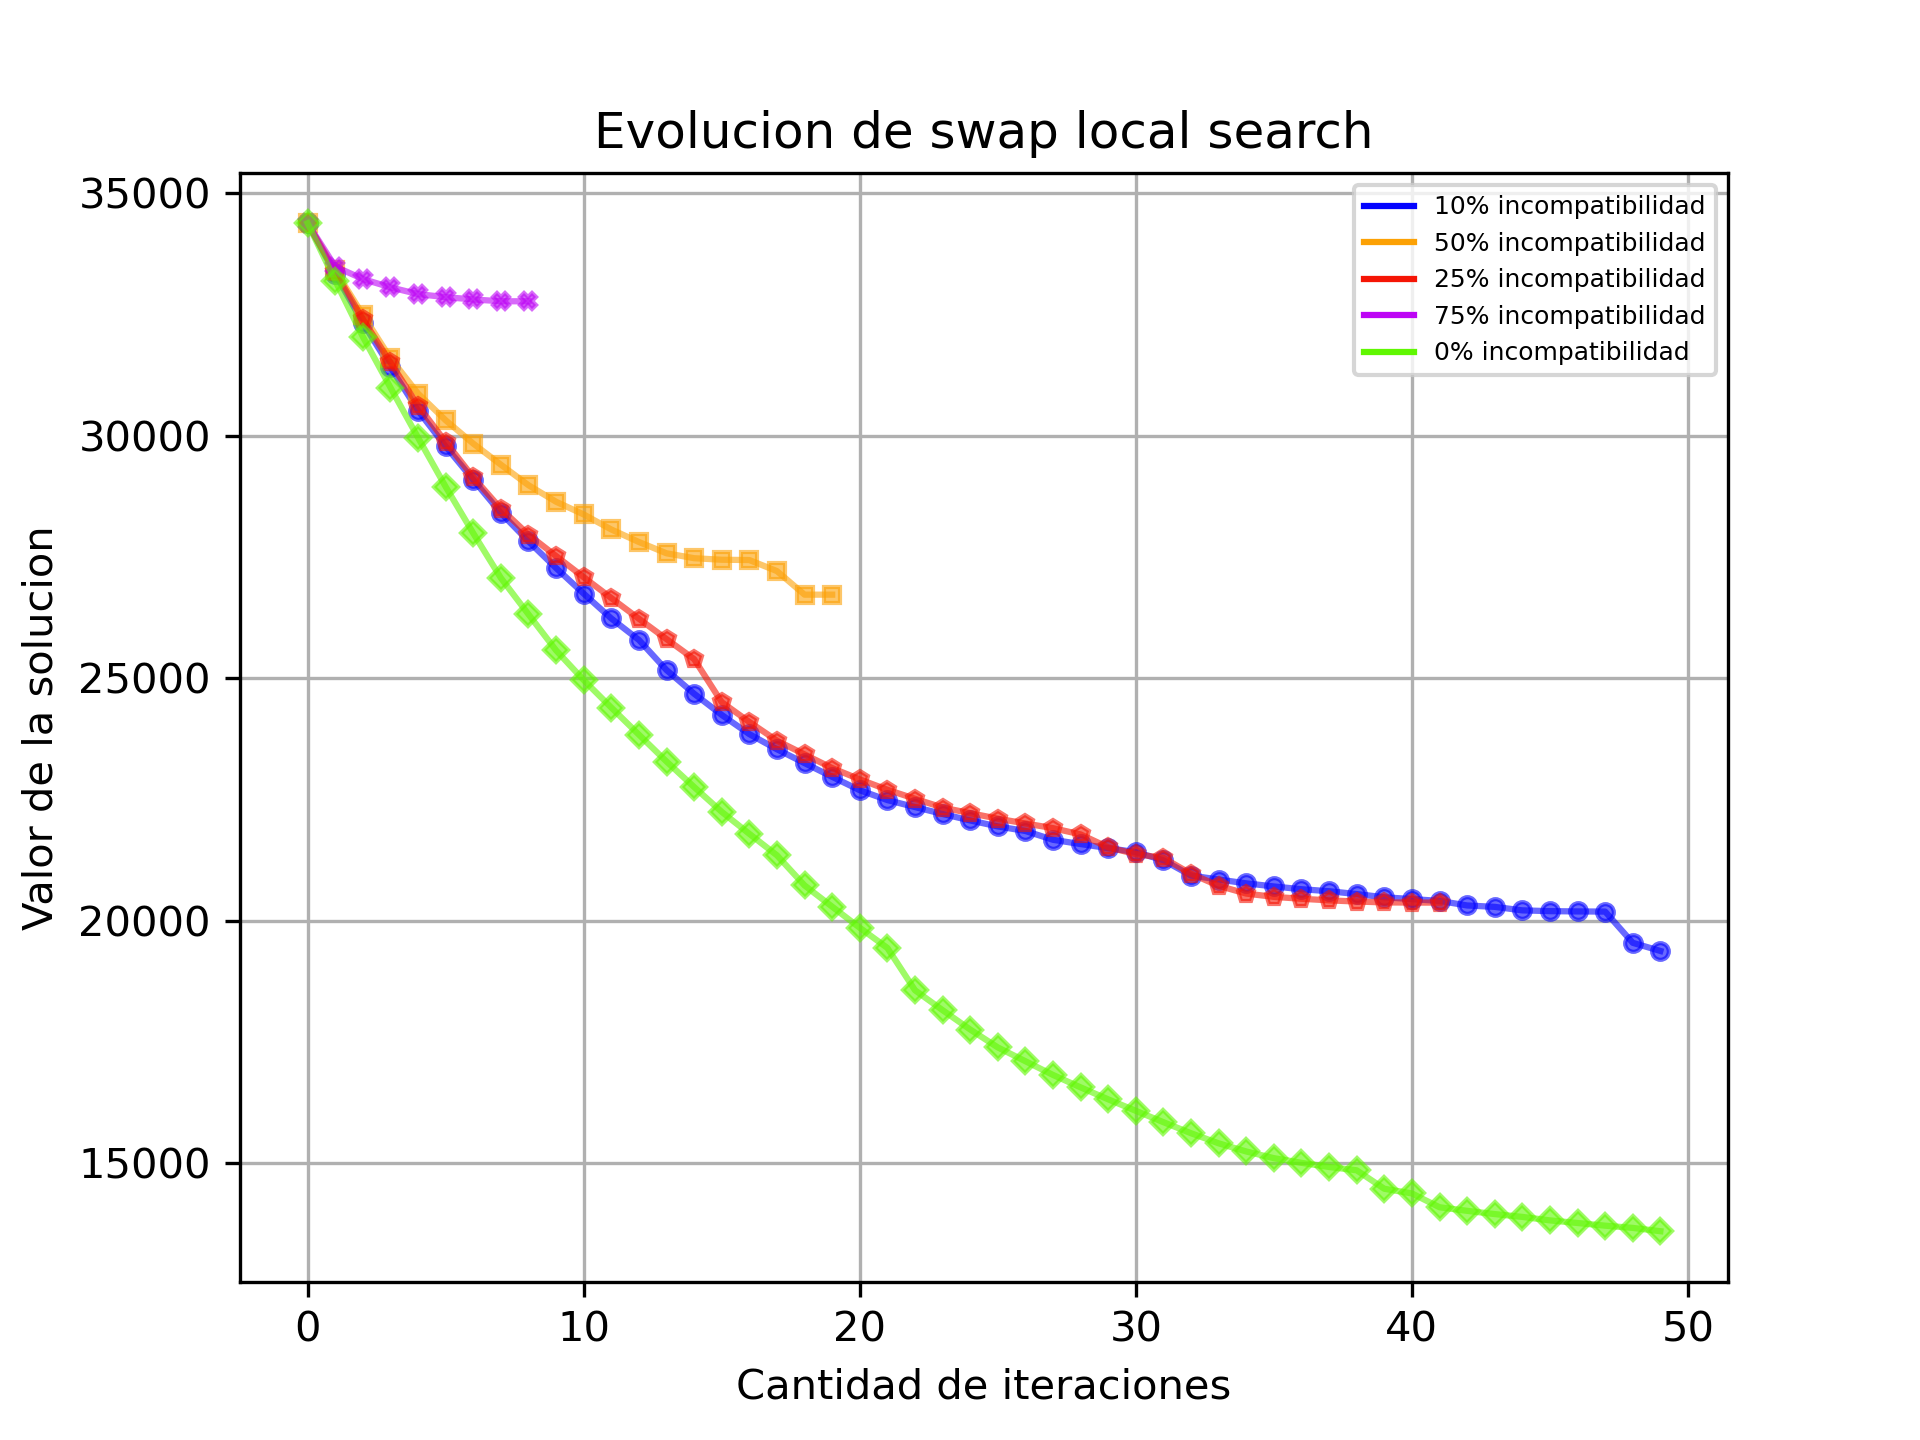 Evolucion de swap local search
35000
30000
25000
20000
15000
Valor de la solucion
10% incompatibilidad
50% incompatibilidad
25% incompatibilidad
75% incompatibilidad
0% incompatibilidad
0 10 20 30 40 50
Cantidad de iteraciones